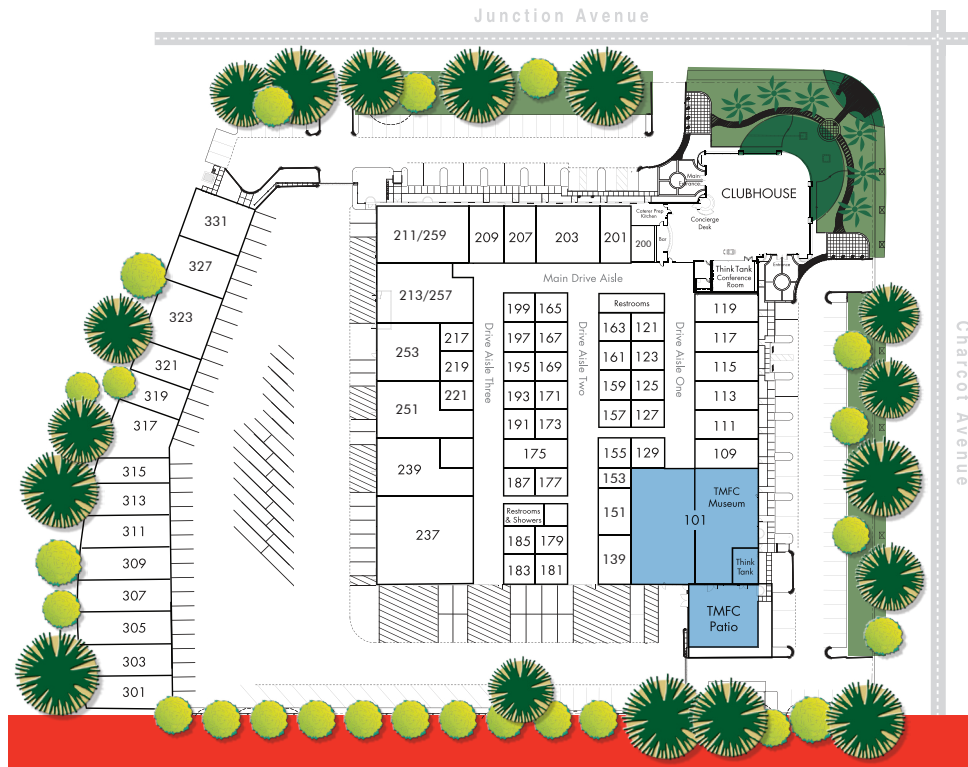 Junction Avenue
Main
Entrance
CLUBHOUSE
331
211/259
209
207
203
201
200
Caterer Prep
Kitchen
Bar
Concierge
Desk
327
Main Drive Aisle
Think Tank
Conference
Room
Entrance
213/257
323
199
165
Restrooms
119
217
253
219
Drive Aisle Three
197
167
Drive Aisle Two
163
121
Drive Aisle One
117
Charcot Avenue
321
195
169
161
123
115
319
251
221
193
171
159
125
113
317
191
173
157
127
111
315
239
175
155
129
109
313
187
177
153
TMFC
Museum
311
237
Restrooms
& Showers
151
101
309
185
179
139
Think
Tank
307
183
181
305
TMFC
Patio
303
301